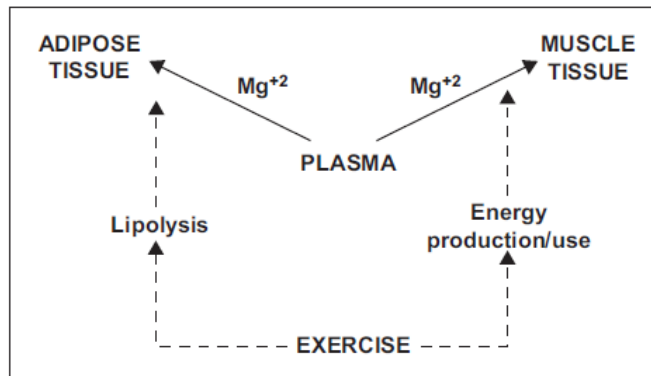 ADIPOSE
TISSUE
MUSCLE
TISSUE
Mg+2
Mg+2
PLASMA
Lipolysis
Energy
production/use
EXERCISE